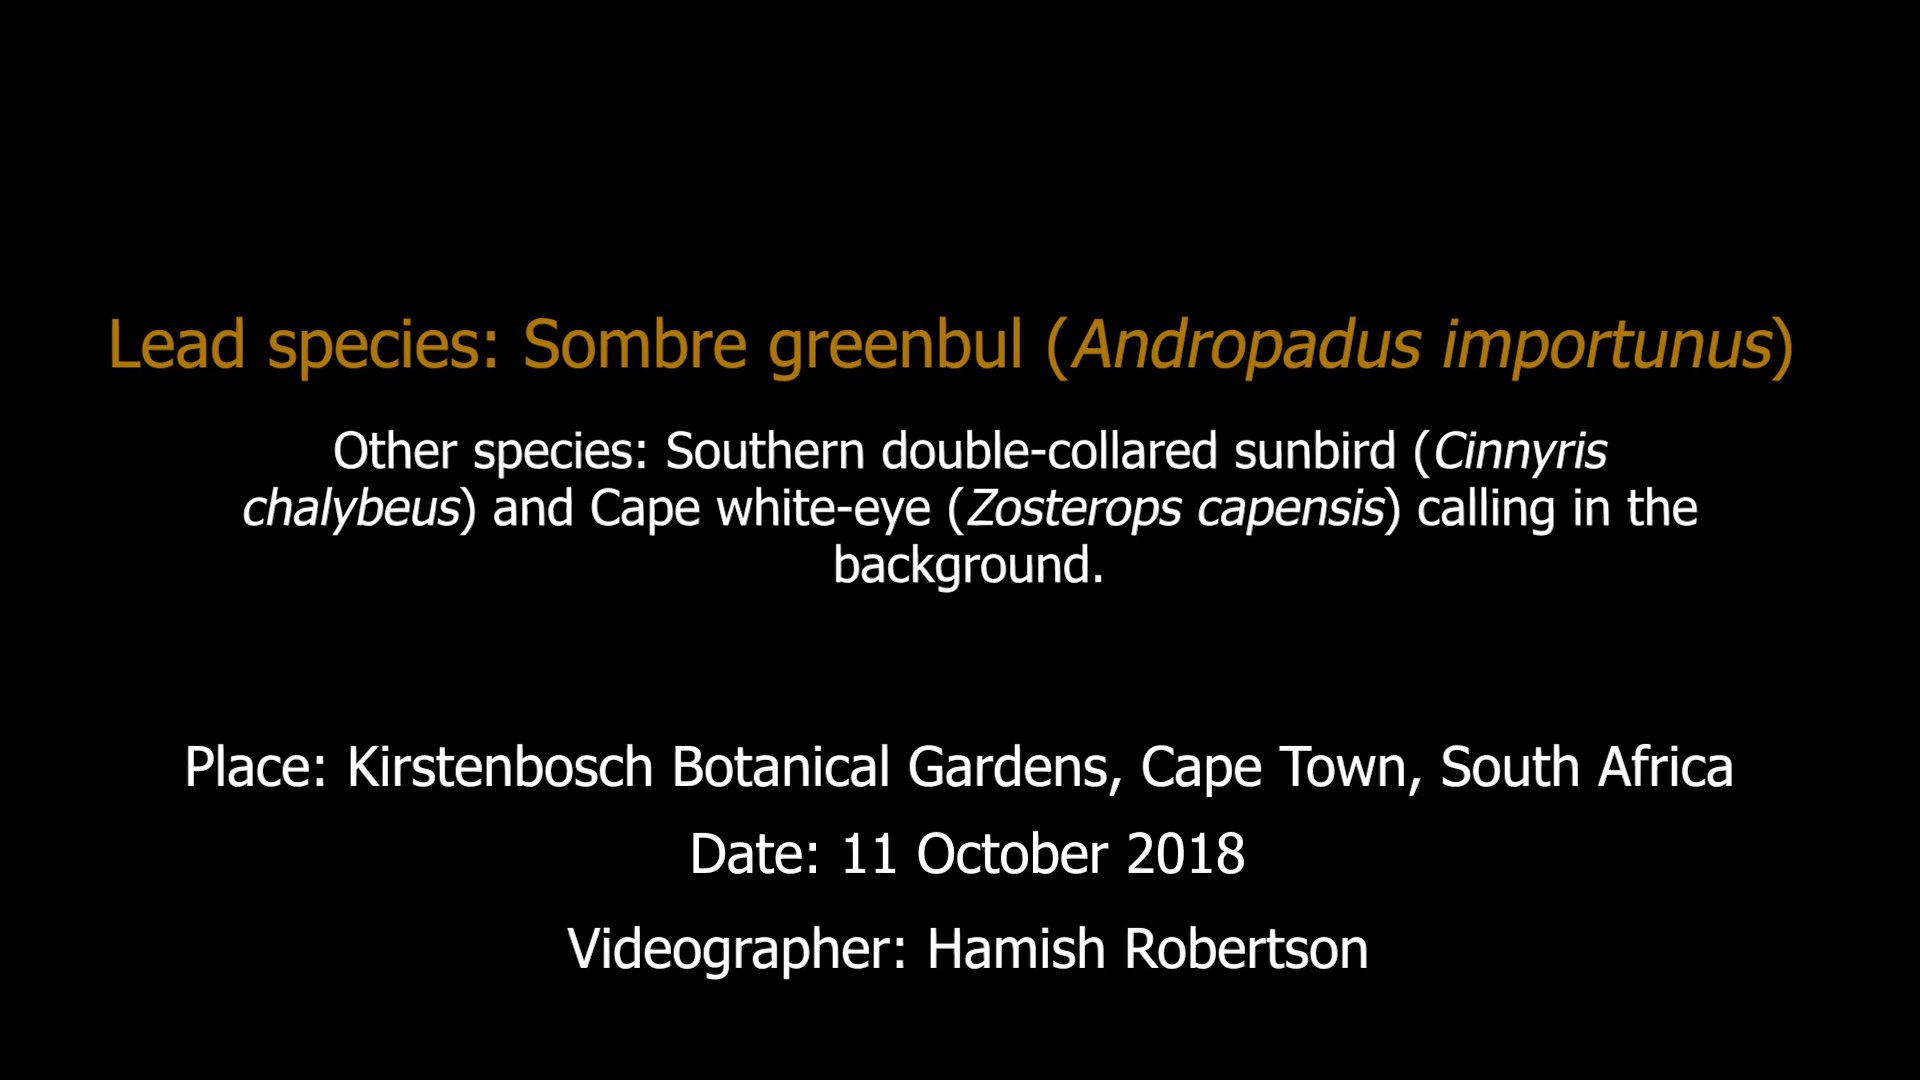 Lead species: Sombre greenbul (Andropadus importunus)
Other species: Southern double-collared sunbird (Cinnyris
chalybeus) and Cape white-eye (Zosterops capensis) calling in the
background.
Place: Kirstenbosch Botanical Gardens, Cape Town, South Africa
Date: 11 October 2018
Videographer: Hamish Robertson